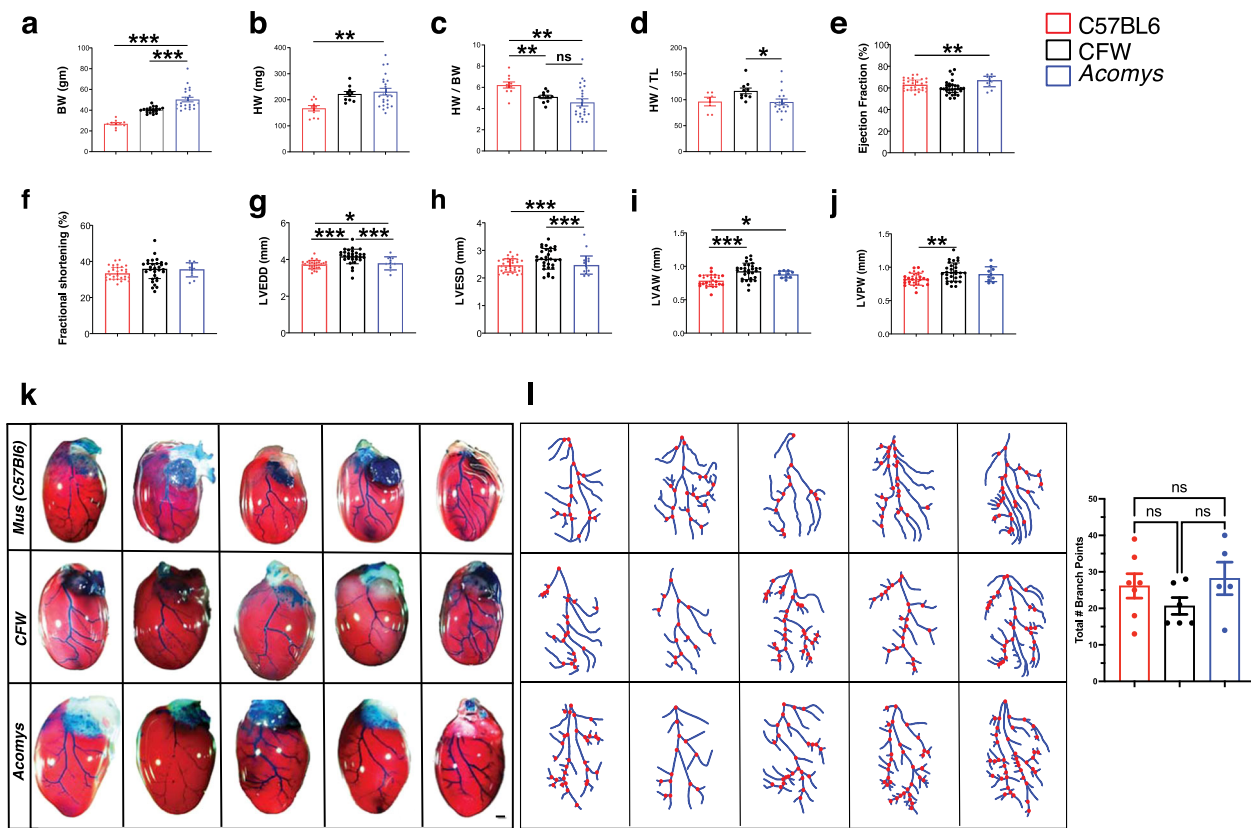 a
BW (gm)
100
80
60
40
20
0
***
***
b
HW (mg)
400
300
200
100
0
**
c
HW / BW
10
8
6
4
2
0
**
**
ns
d
HW / TL
200
150
100
50
0
*
e
Ejection Fraction (%)
100
80
60
40
20
0
**
C57BL6
CFW
Acomys
f
Fractional shortening (%)
60
40
20
0
g
LVEDD (mm)
6
4
2
0
*
***
***
h
LVESD (mm)
4
3
2
1
0
***
***
i
LVAW (mm)
1.5
1.0
0.5
0.0
*
***
j
LVPW (mm)
1.5
1.0
0.5
0.0
**
k
Mus (C57Bl6)
CFW
Acomys
l
Total # Branch Points
50
40
30
20
10
0
ns
ns
ns